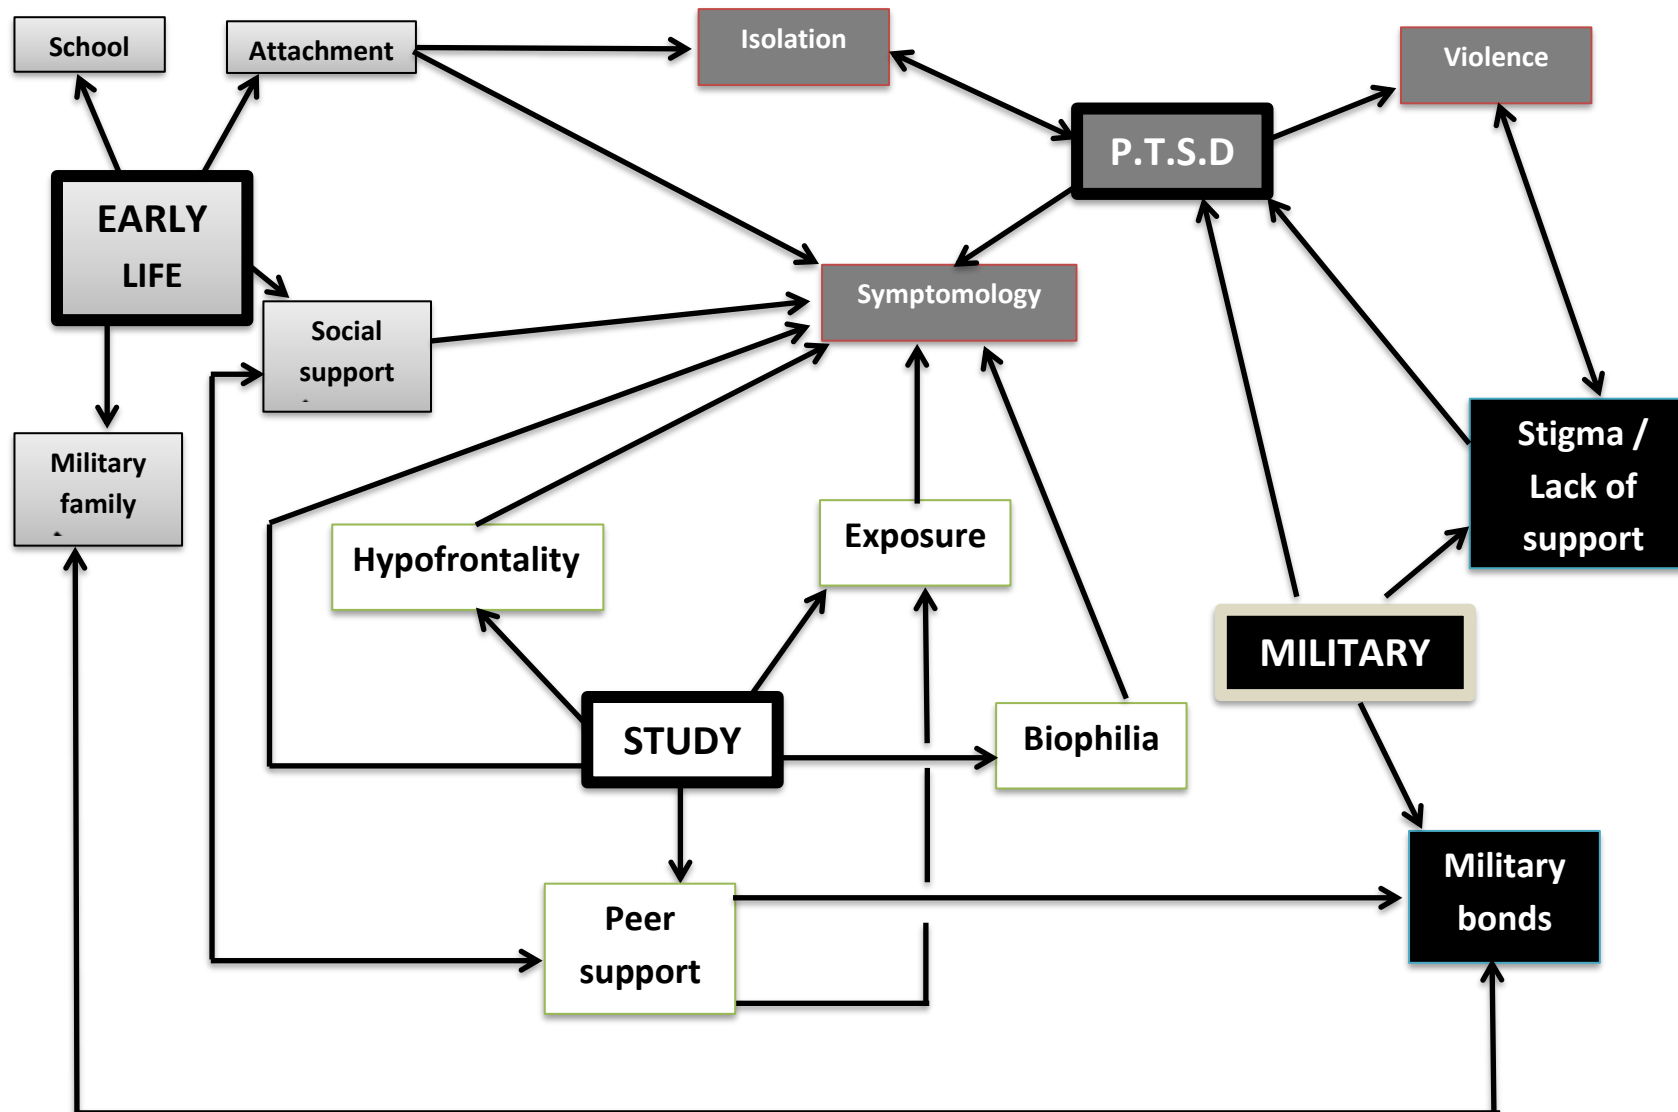 School
Attachment
Isolation
Violence
P.T.S.D
EARLY
LIFE
Symptomology
Social
support
Military
family
Stigma /
Lack of
support
Hypofrontality
Exposure
MILITARY
STUDY
Biophilia
Military
bonds
Peer
support